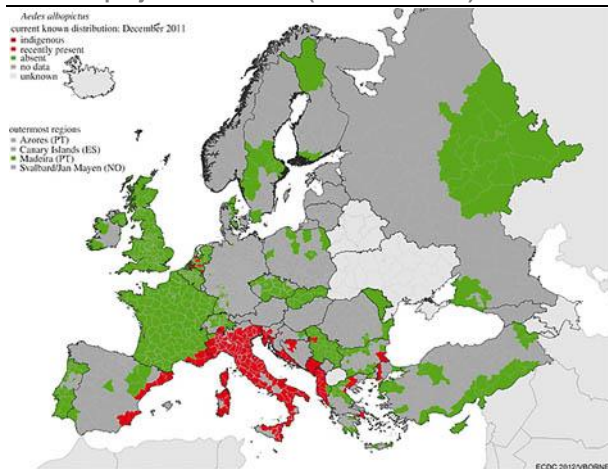 Aedes albopictus
current known distribution: December 2011
indigenous
recently present
absent
no data
unknown
outermost regions
Azores (PT)
Canary Islands (ES)
Madeira (PT)
Svalbard/Jan Mayen (NO)
ECDC 2012/VBORNET